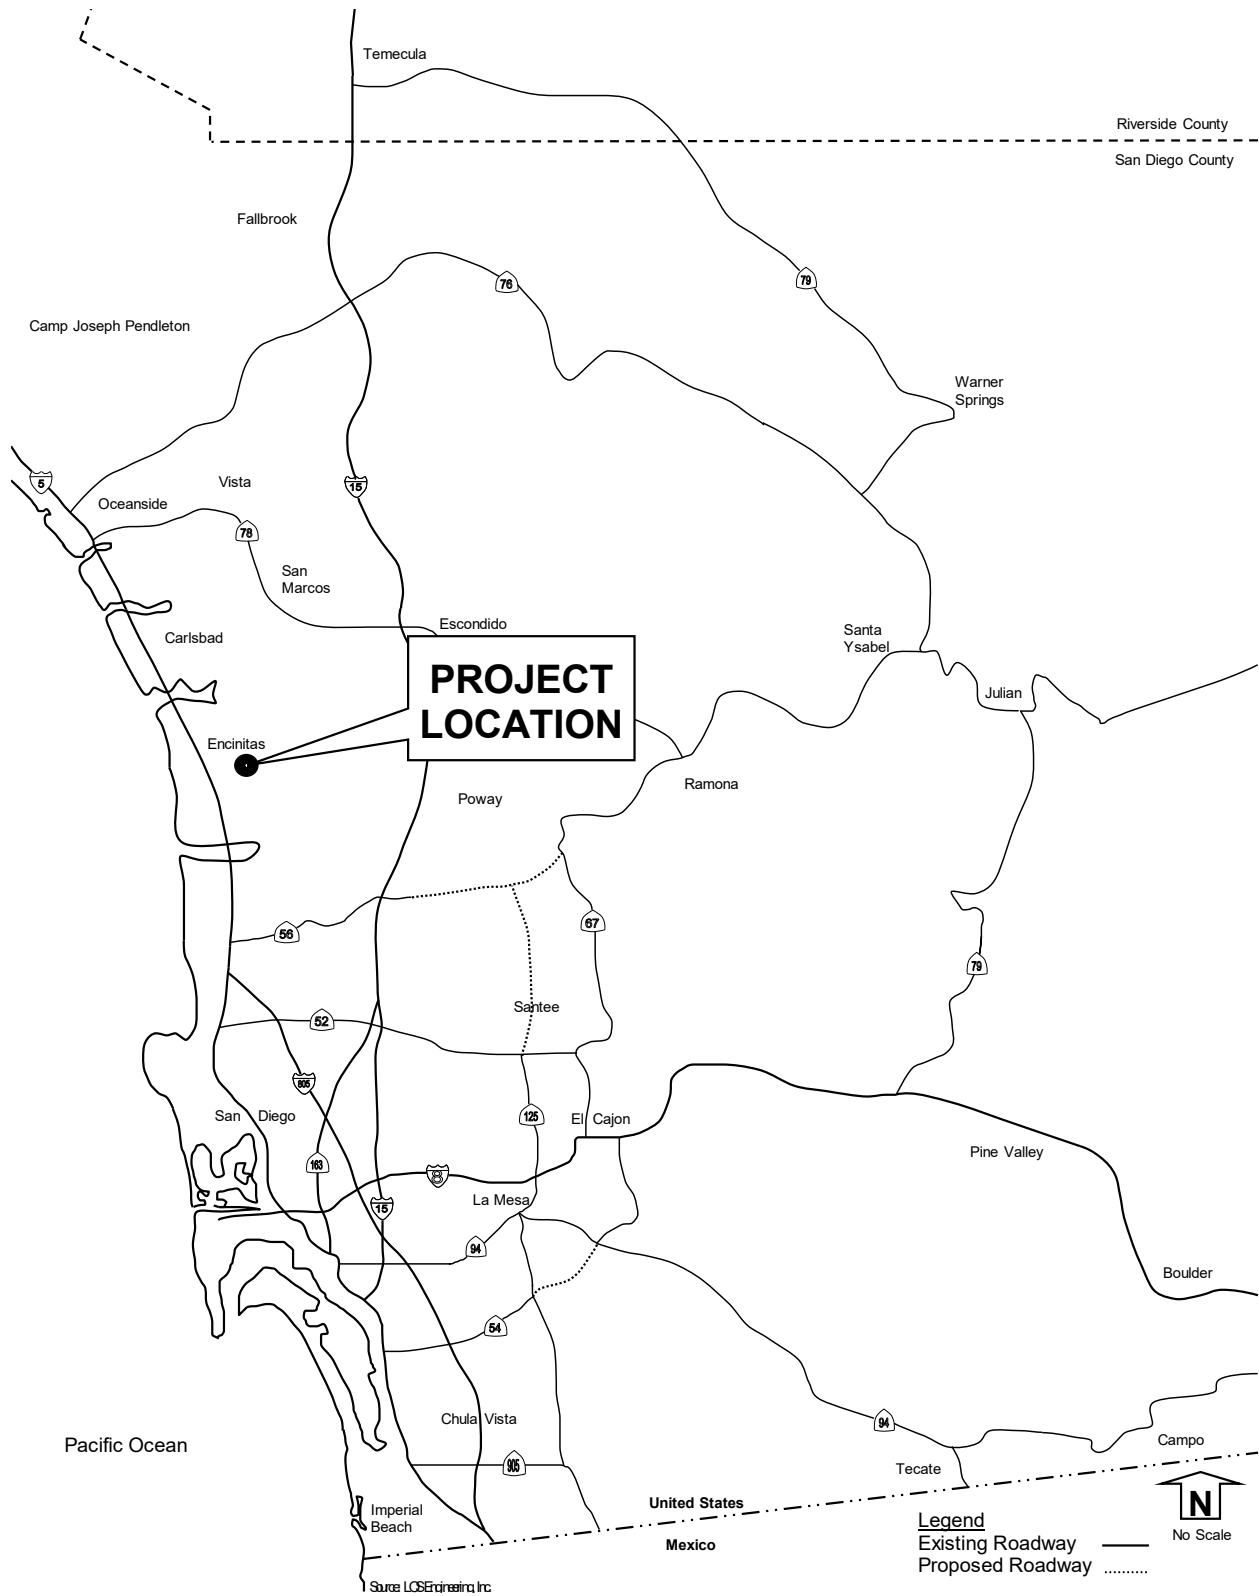 Temecula
Riverside County
San Diego County
Fallbrook
76
79
Camp Joseph Pendleton
Warner
Springs
5
15
Vista
Oceanside
78
San
Marcos
Escondido
Santa
Ysabel
Carlsbad
PROJECT
LOCATION
Julian
Encinitas
Ramona
Poway
56
67
79
Santee
52
805
San Diego
125
El Cajon
Pine Valley
163
8
La Mesa
15
94
Boulder
54
Chula Vista
94
Pacific Ocean
Campo
905
Tecate
United States
Mexico
Imperial
Beach
N
No Scale
Legend
Existing Roadway
Proposed Roadway
Source: LOS Engineering, Inc.